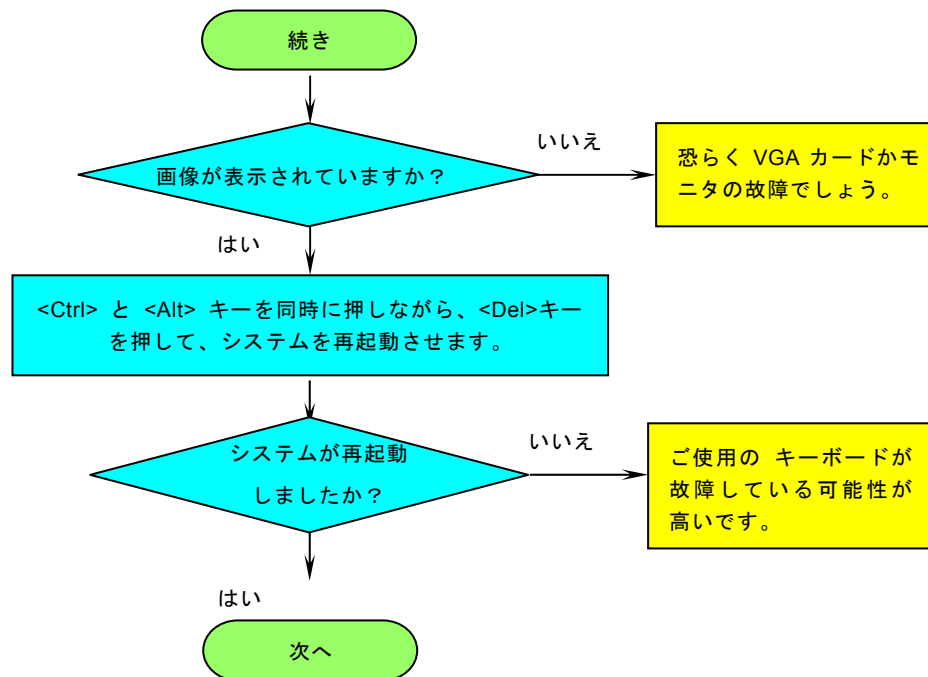 続き
画像が表示されていますか？
いいえ
恐らく VGA カードかモ
ニタの故障でしょう。
はい
<Ctrl> と <Alt> キーを同時に押しながら、<Del>キー
を押して、システムを再起動させます。
システムが再起動
しましたか？
いいえ
ご使用の キーボードが
故障している可能性が
高いです。
はい
次へ